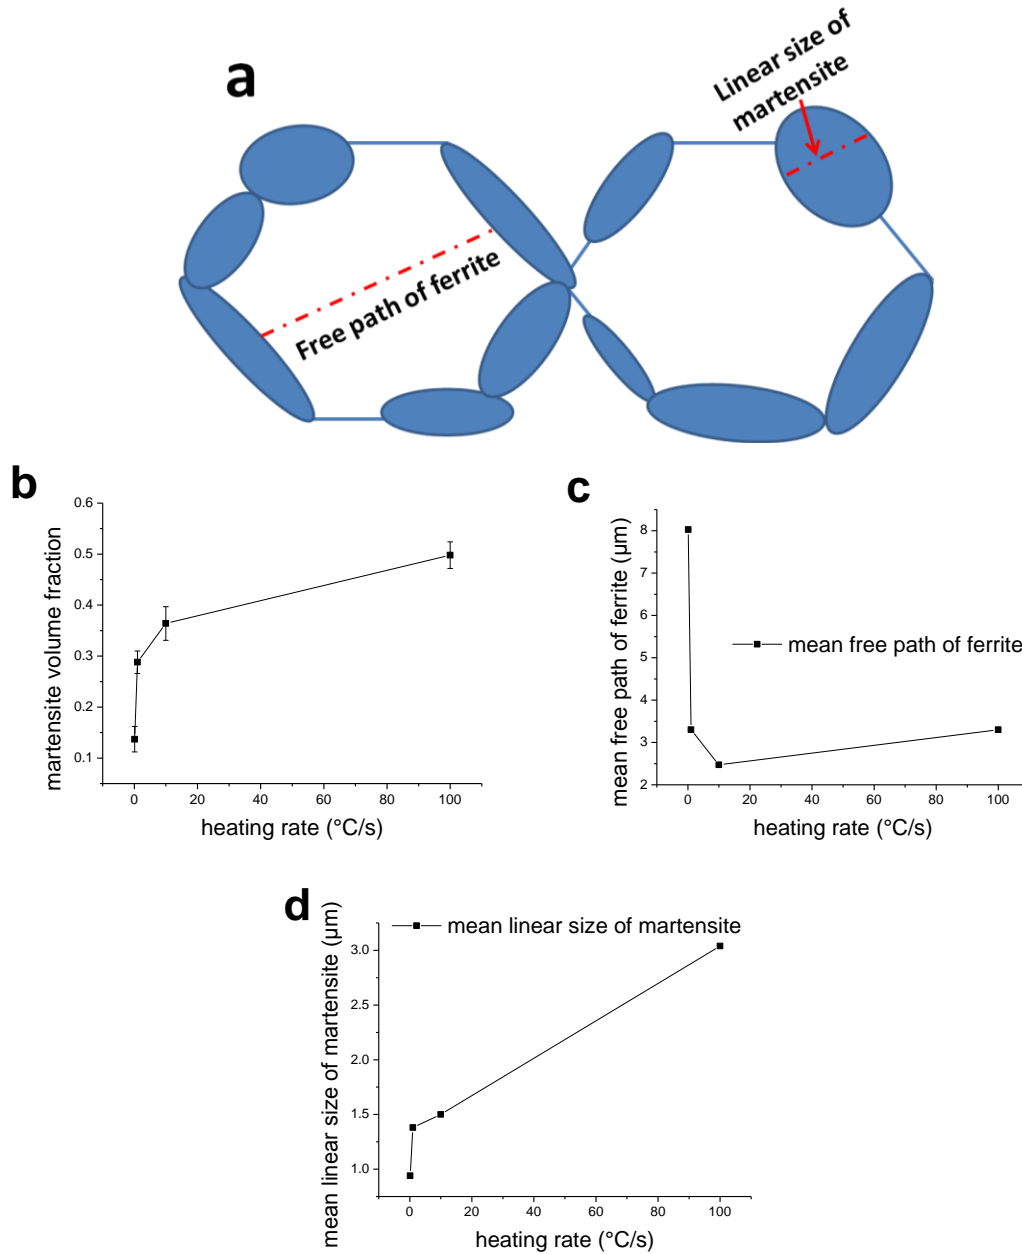 a
Linear size of
martensite
Free path of ferrite
b
martensite volume fraction
0.6
0.5
0.4
0.3
0.2
0.1
0 20 40 60 80 100
heating rate (°C/s)
c
mean free path of ferrite (μm)
8
7
6
5
4
3
2
mean free path of ferrite
0 20 40 60 80 100
heating rate (°C/s)
d
mean linear size of martensite (μm)
mean linear size of martensite
3.0
2.5
2.0
1.5
1.0
0 20 40 60 80 100
heating rate (°C/s)